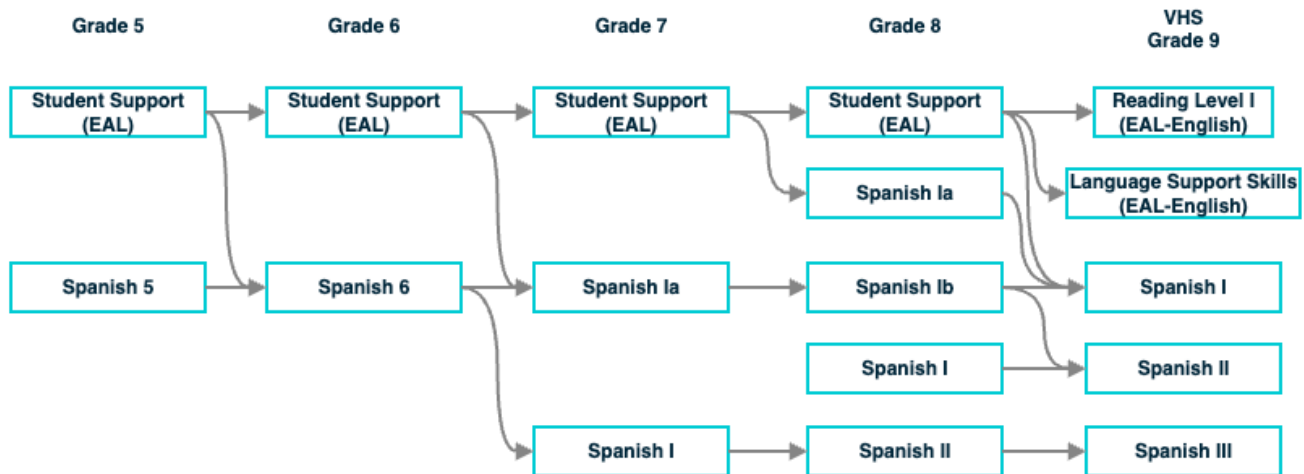 Grade 5
Grade 6
Grade 7
Grade 8
VHS
Grade 9
Student Support
(EAL)
Student Support
(EAL)
Student Support
(EAL)
Student Support
(EAL)
Reading Level I
(EAL-English)
Spanish Ia
Language Support Skills
(EAL-English)
Spanish 5
Spanish 6
Spanish Ia
Spanish Ib
Spanish I
Spanish I
Spanish II
Spanish I
Spanish II
Spanish III